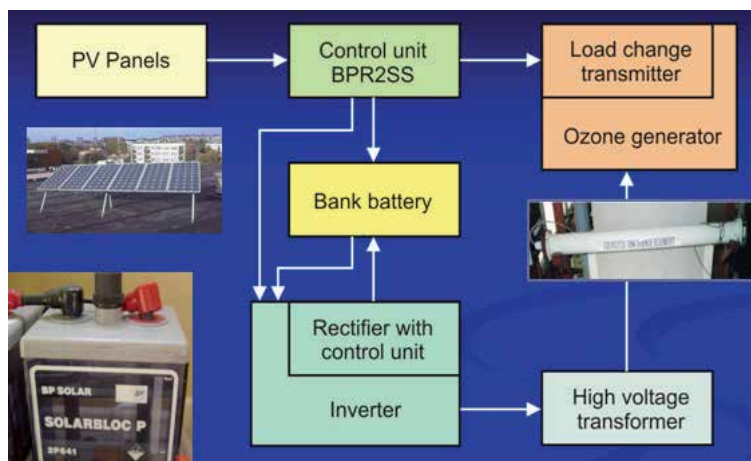 PV Panels
Control unit
BPR2SS
Load change
transmitter
Ozone generator
Bank battery
Rectifier with
control unit
Inverter
High voltage
transformer
BP SOLAR
SOLARBLOC P